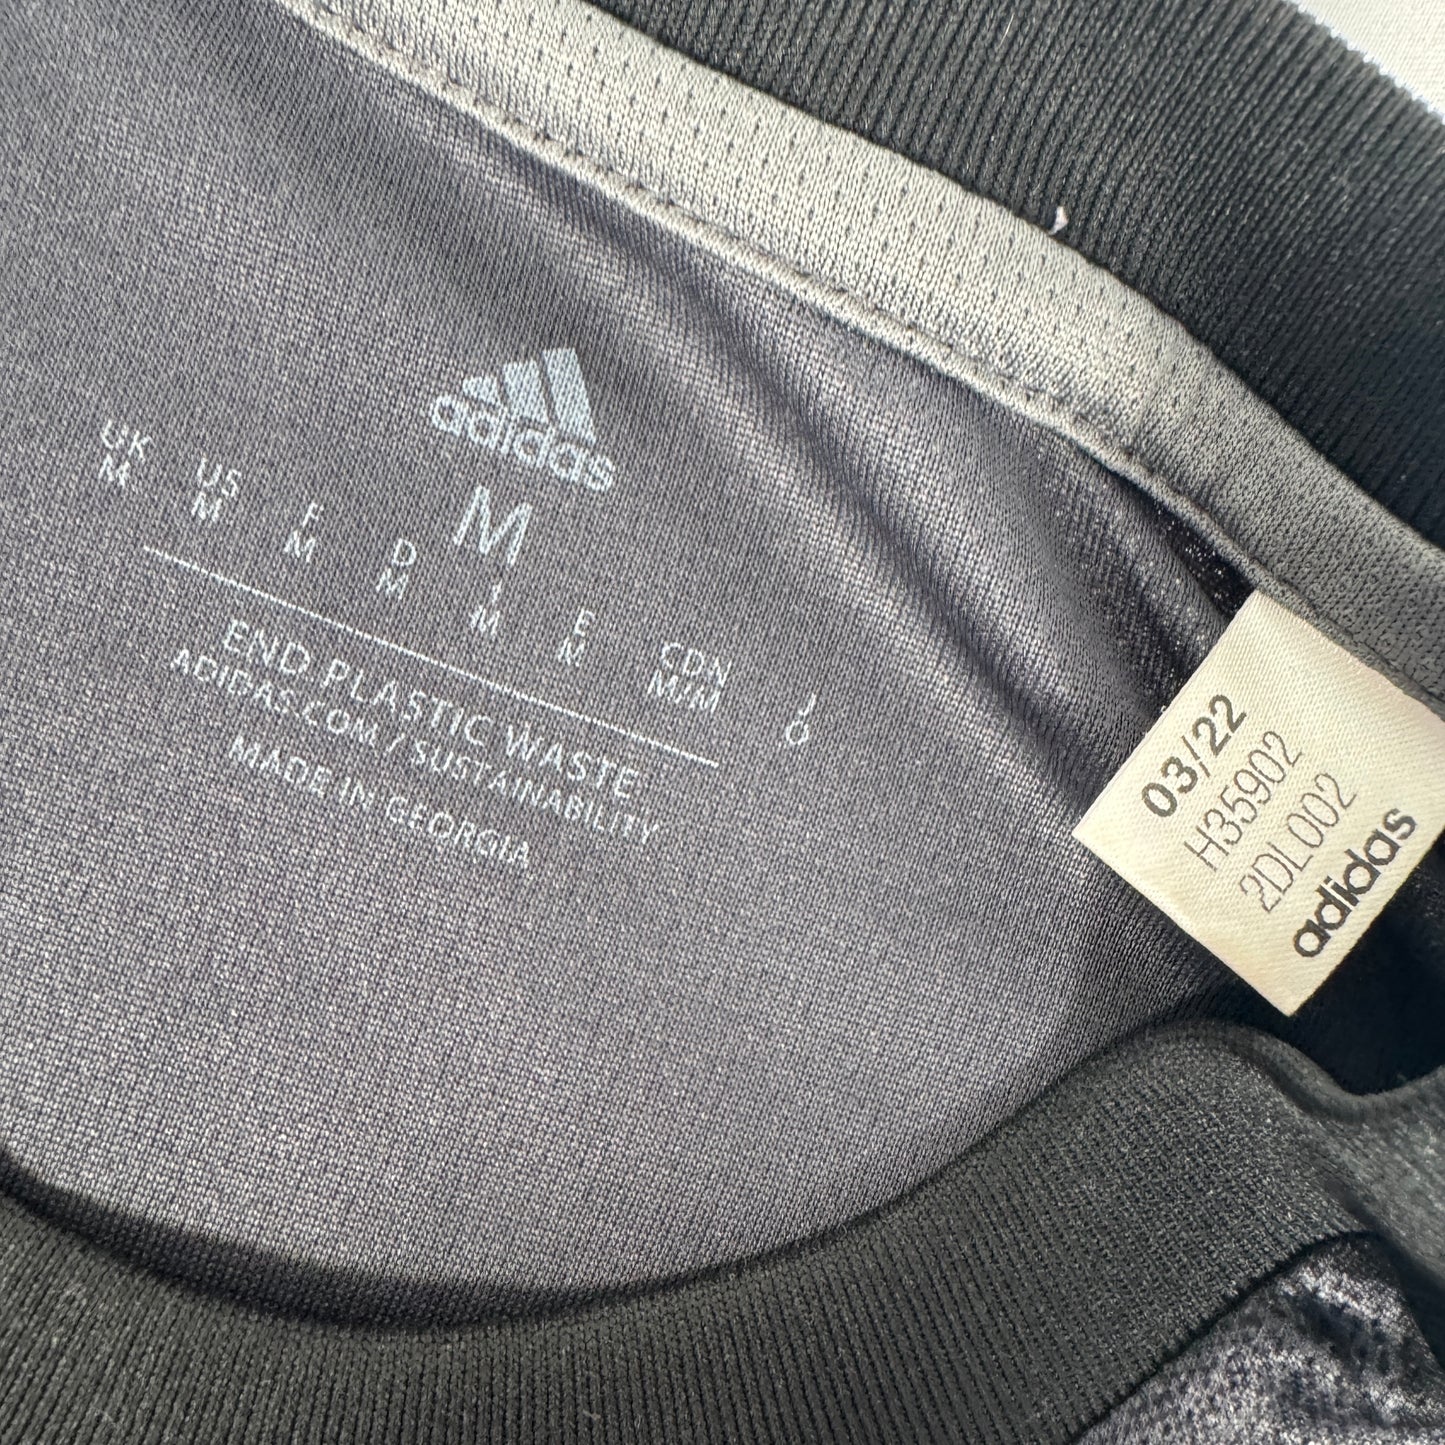 adidas
M
UK US F D I E CDN J
M M M M M M M/M O
END PLASTIC WASTE
ADIDAS.COM / SUSTAINABILITY
MADE IN GEORGIA
03/22
H35902
2DL002
adidas